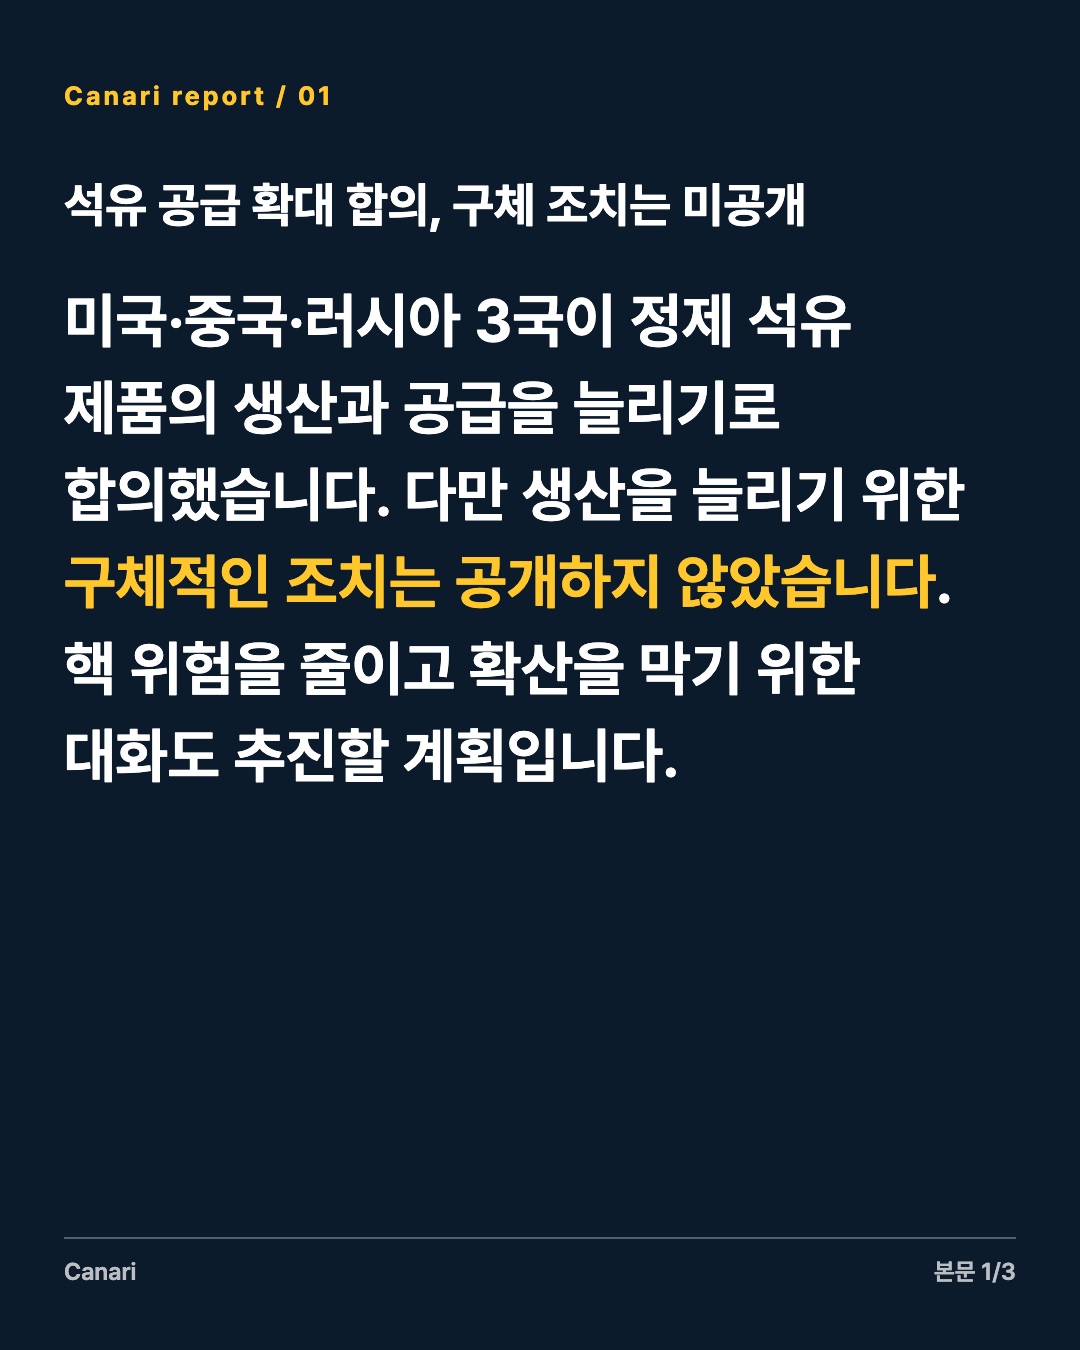 Canari report / 01
석유 공급 확대 합의, 구체 조치는 미공개
미국·중국·러시아 3국이 정제 석유
제품의 생산과 공급을 늘리기로
합의했습니다. 다만 생산을 늘리기 위한
구체적인 조치는 공개하지 않았습니다.
핵 위험을 줄이고 확산을 막기 위한
대화도 추진할 계획입니다.
Canari
본문 1/3